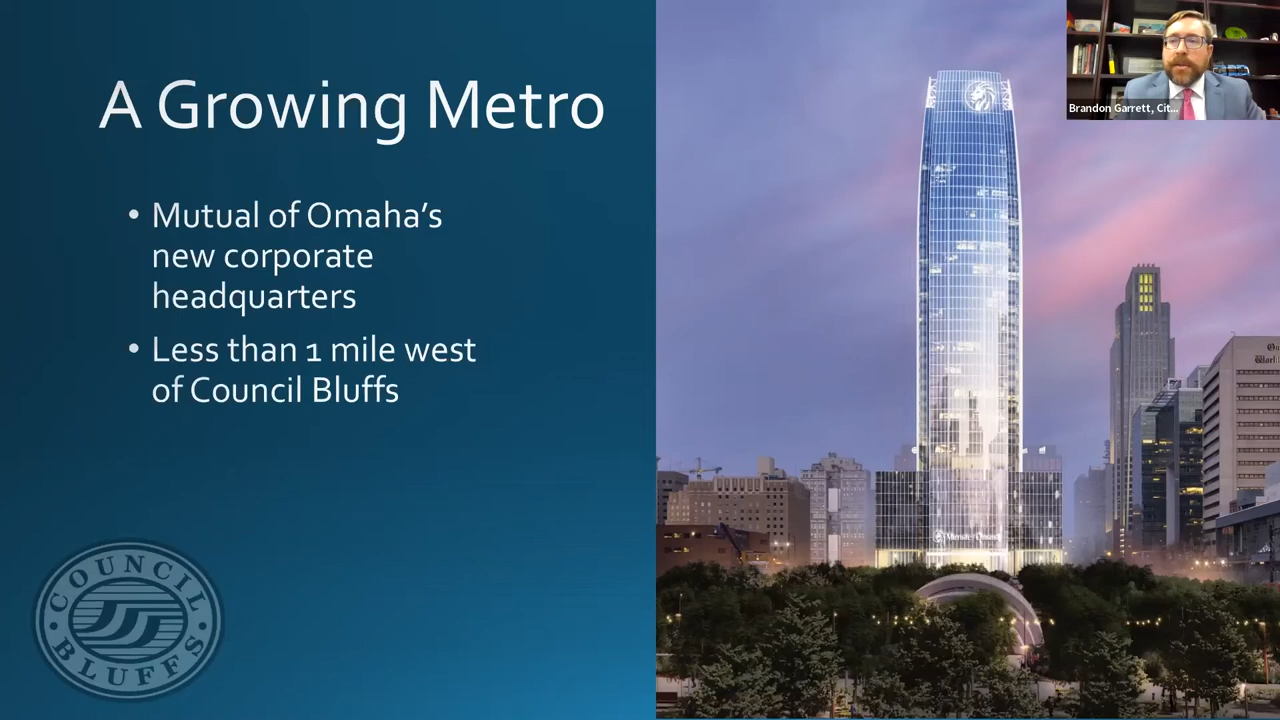 A Growing Metro
• Mutual of Omaha’s
new corporate
headquarters
• Less than 1 mile west
of Council Bluffs
COUNCIL
BLUFFS
Brandon Garrett, Cit...